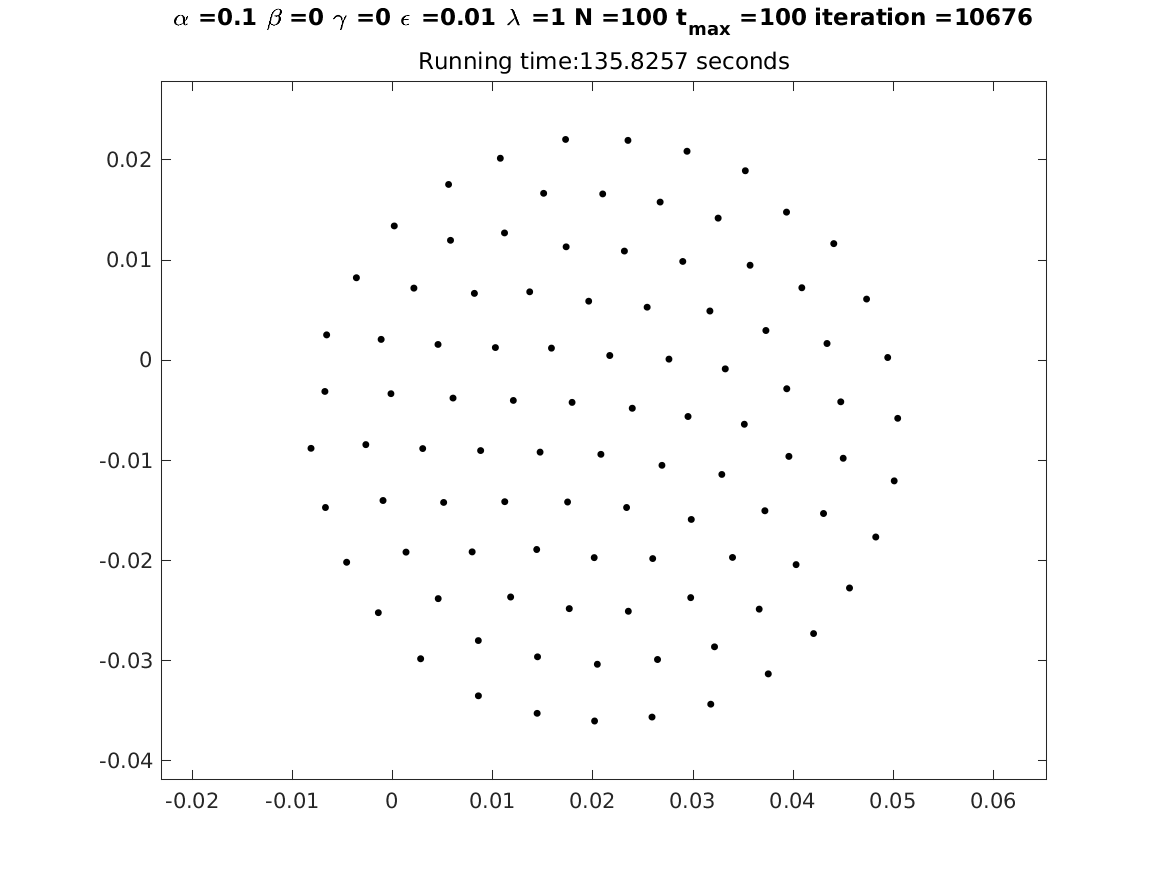 α =0.1 β =0 γ =0 ϵ =0.01 λ =1 N =100 t_max =100 iteration =10676
Running time:135.8257 seconds
0.02
0.01
0
-0.01
-0.02
-0.03
-0.04
-0.02 -0.01 0 0.01 0.02 0.03 0.04 0.05 0.06